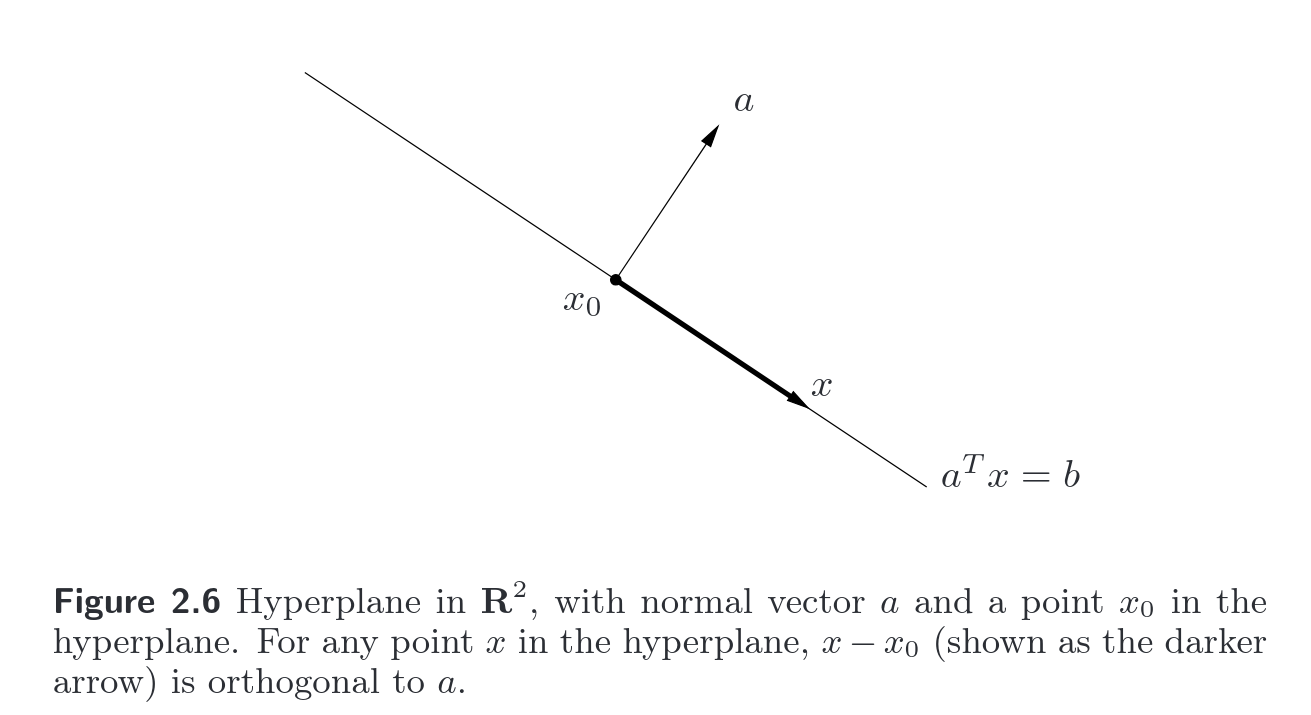 a
x₀
x
aᵀx = b
Figure 2.6 Hyperplane in R², with normal vector a and a point x₀ in the
hyperplane. For any point x in the hyperplane, x − x₀ (shown as the darker
arrow) is orthogonal to a.